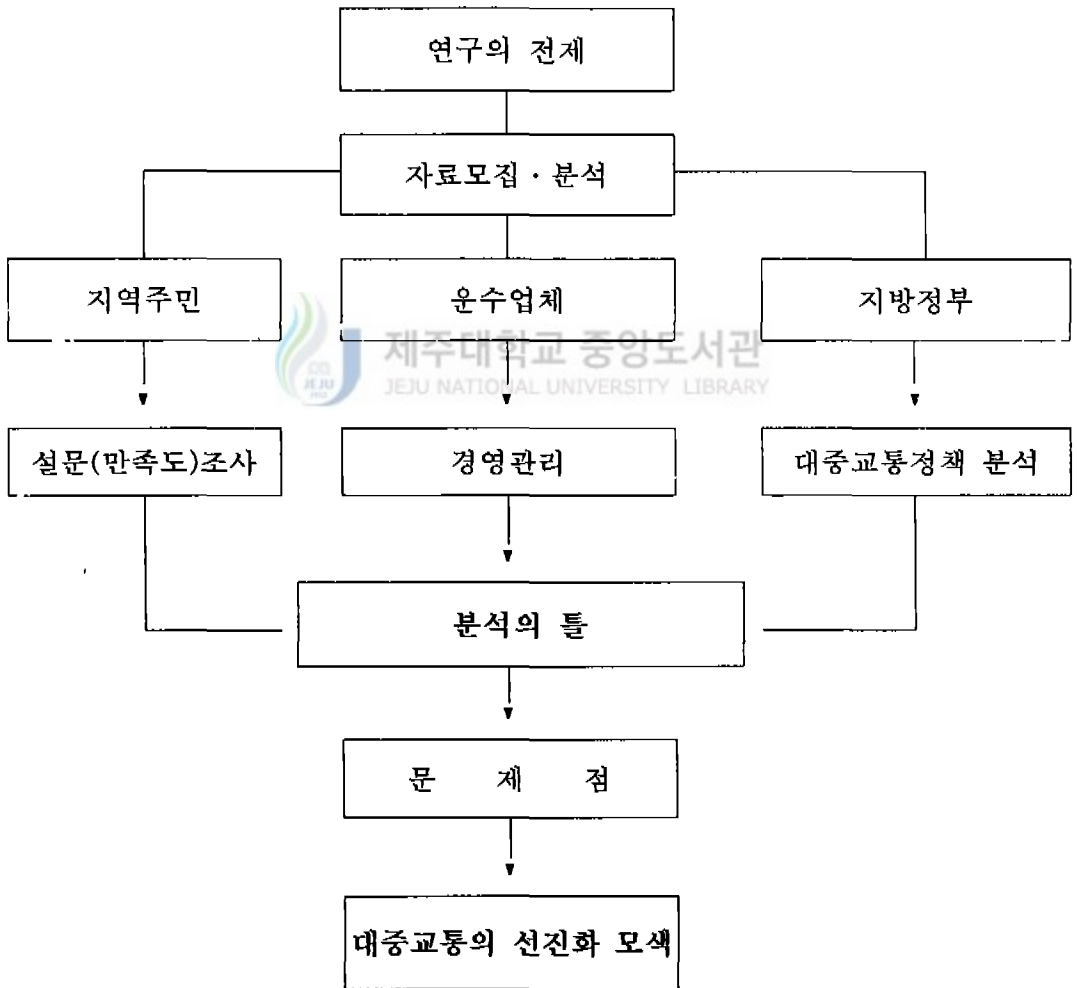 연구의 전제
자료모집·분석
지역주민
운수업체
지방정부
제주대학교 중앙도서관
JEJU NATIONAL UNIVERSITY LIBRARY
JEJU
1952
설문(만족도)조사
경영관리
대중교통정책 분석
분석의 틀
문 제 점
대중교통의 선진화 모색